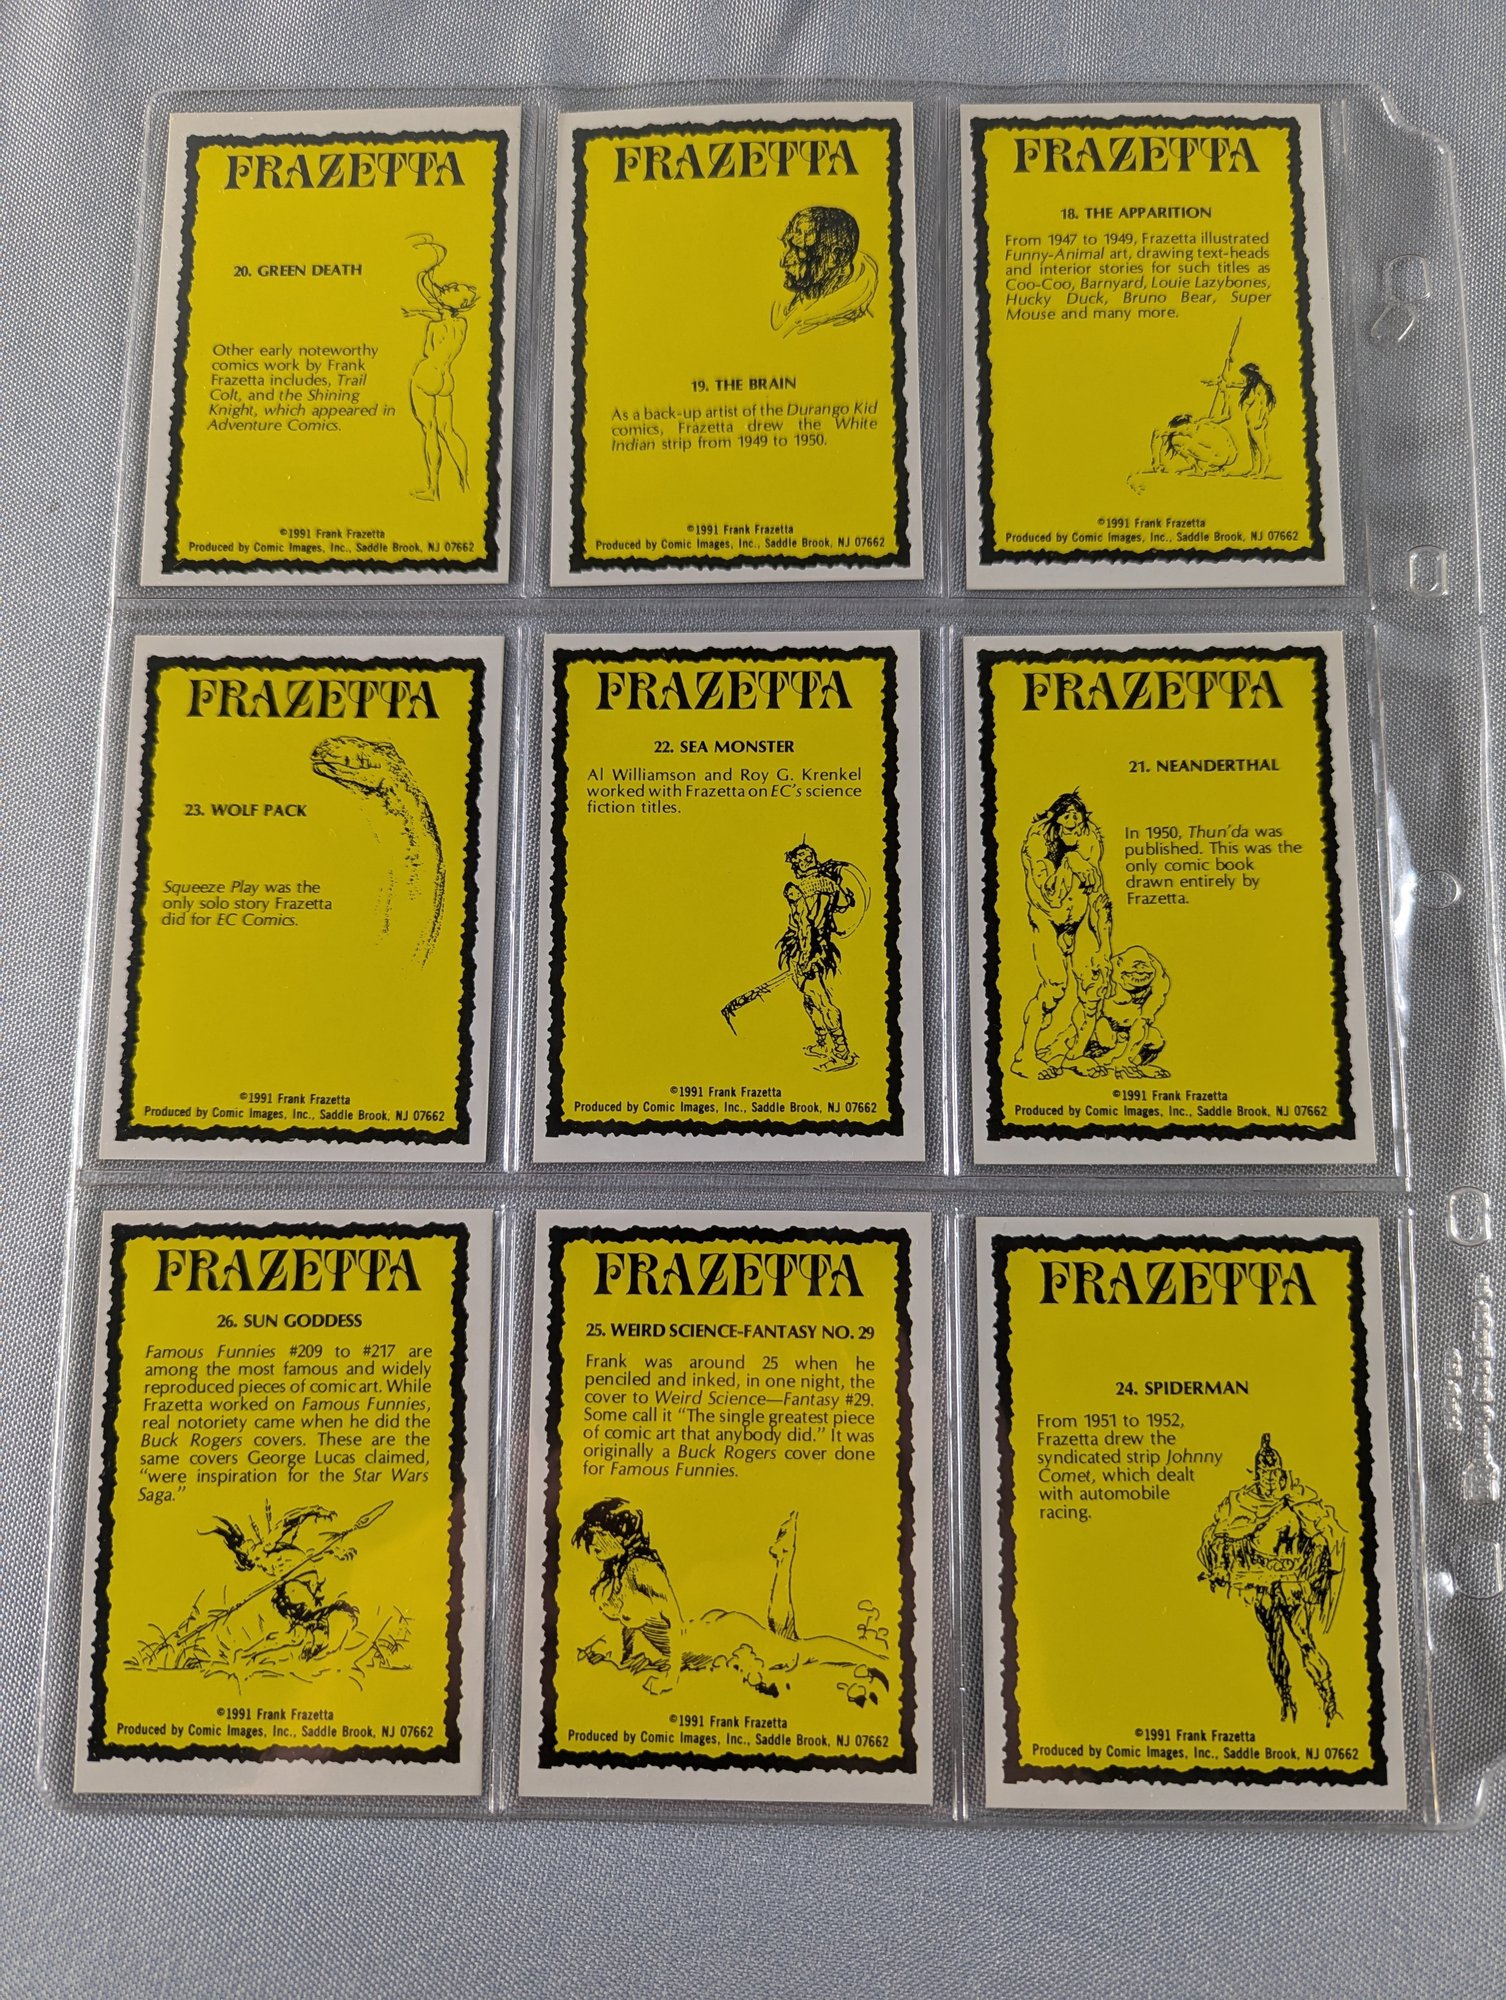 FRAZETTA
20. GREEN DEATH
Other early noteworthy
comics work by Frank
Frazetta includes, Trail
Colt, and the Shining
Knight, which appeared in
Adventure Comics.
©1991 Frank Frazetta
Produced by Comic Images, Inc., Saddle Brook, NJ 07662
FRAZETTA
19. THE BRAIN
As a back-up artist of the Durango Kid
comics, Frazetta drew the White
Indian strip from 1949 to 1950.
©1991 Frank Frazetta
Produced by Comic Images, Inc., Saddle Brook, NJ 07662
FRAZETTA
18. THE APPARITION
From 1947 to 1949, Frazetta illustrated
Funny-Animal art, drawing text-heads
and interior stories for such titles as
Coo-Coo, Barnyard, Louie Lazybones,
Hucky Duck, Bruno Bear, Super
Mouse and many more.
©1991 Frank Frazetta
Produced by Comic Images, Inc., Saddle Brook, NJ 07662
FRAZETTA
23. WOLF PACK
Squeeze Play was the
only solo story Frazetta
did for EC Comics.
©1991 Frank Frazetta
Produced by Comic Images, Inc., Saddle Brook, NJ 07662
FRAZETTA
22. SEA MONSTER
Al Williamson and Roy G. Krenkel
worked with Frazetta on EC's science
fiction titles.
©1991 Frank Frazetta
Produced by Comic Images, Inc., Saddle Brook, NJ 07662
FRAZETTA
21. NEANDERTHAL
In 1950, Thun'da was
published. This was the
only comic book
drawn entirely by
Frazetta.
©1991 Frank Frazetta
Produced by Comic Images, Inc., Saddle Brook, NJ 07662
FRAZETTA
26. SUN GODDESS
Famous Funnies #209 to #217 are
among the most famous and widely
reproduced pieces of comic art. While
Frazetta worked on Famous Funnies,
real notoriety came when he did the
Buck Rogers covers. These are the
same covers George Lucas claimed,
"were inspiration for the Star Wars
Saga."
©1991 Frank Frazetta
Produced by Comic Images, Inc., Saddle Brook, NJ 07662
FRAZETTA
25. WEIRD SCIENCE-FANTASY NO. 29
Frank was around 25 when he
penciled and inked, in one night, the
cover to Weird Science—Fantasy #29.
Some call it "The single greatest piece
of comic art that anybody did." It was
originally a Buck Rogers cover done
for Famous Funnies.
©1991 Frank Frazetta
Produced by Comic Images, Inc., Saddle Brook, NJ 07662
FRAZETTA
24. SPIDERMAN
From 1951 to 1952,
Frazetta drew the
syndicated strip Johnny
Comet, which dealt
with automobile
racing.
©1991 Frank Frazetta
Produced by Comic Images, Inc., Saddle Brook, NJ 07662